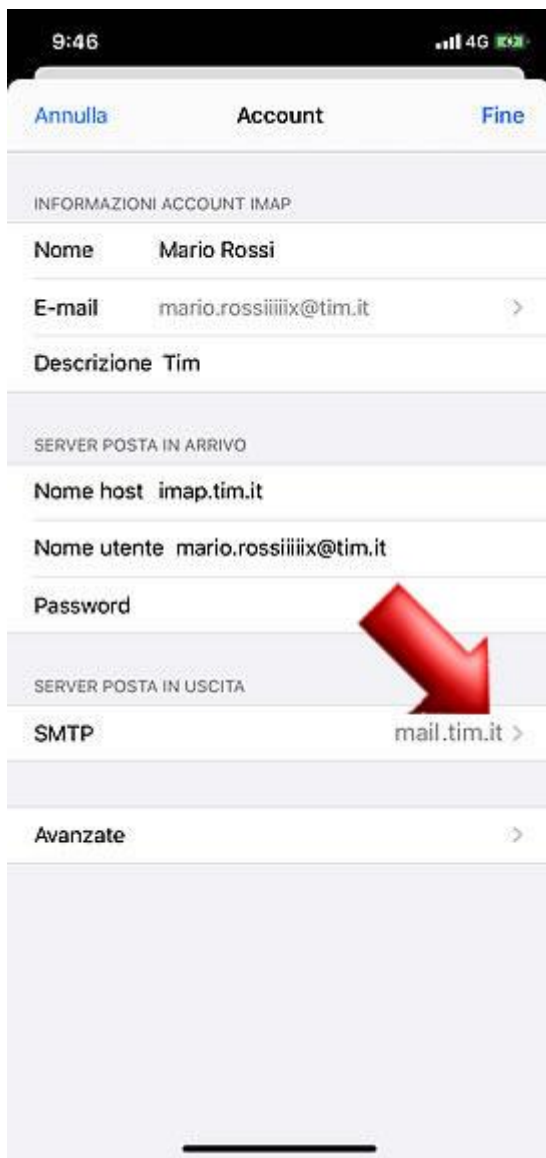 9:46 4G
Annulla Account Fine
INFORMAZIONI ACCOUNT IMAP
Nome Mario Rossi
E-mail mario.rossiiiiix@tim.it
Descrizione Tim
SERVER POSTA IN ARRIVO
Nome host imap.tim.it
Nome utente mario.rossiiiiix@tim.it
Password
SERVER POSTA IN USCITA
SMTP mail.tim.it
Avanzate